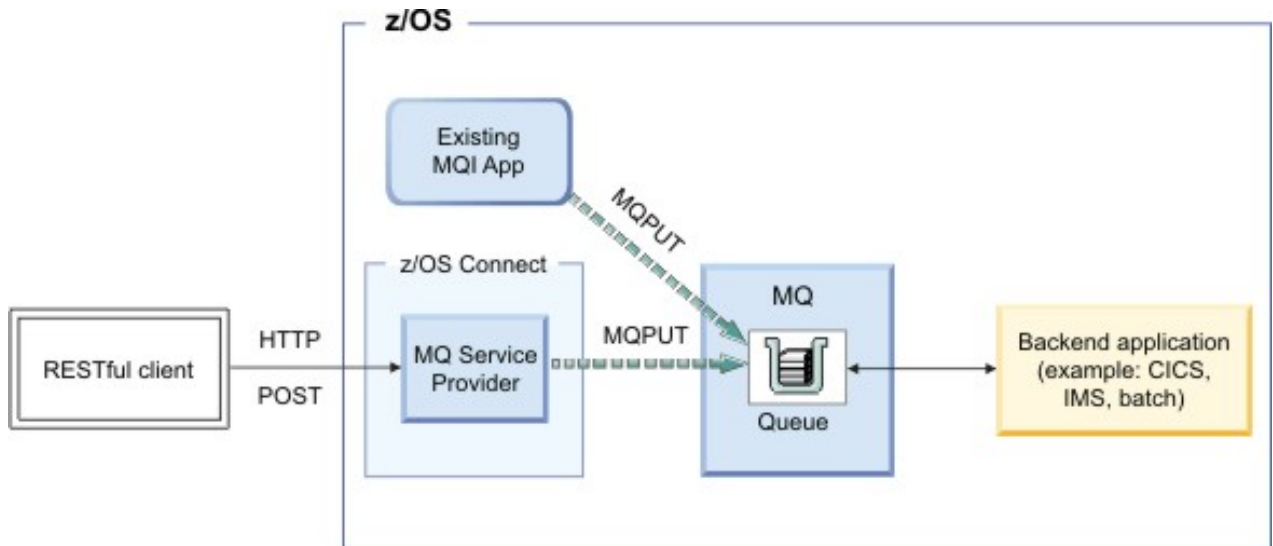 z/OS
Existing
MQI App
MQPUT
z/OS Connect
MQ
RESTful client
HTTP
POST
MQ Service
Provider
MQPUT
Queue
Backend application
(example: CICS,
IMS, batch)